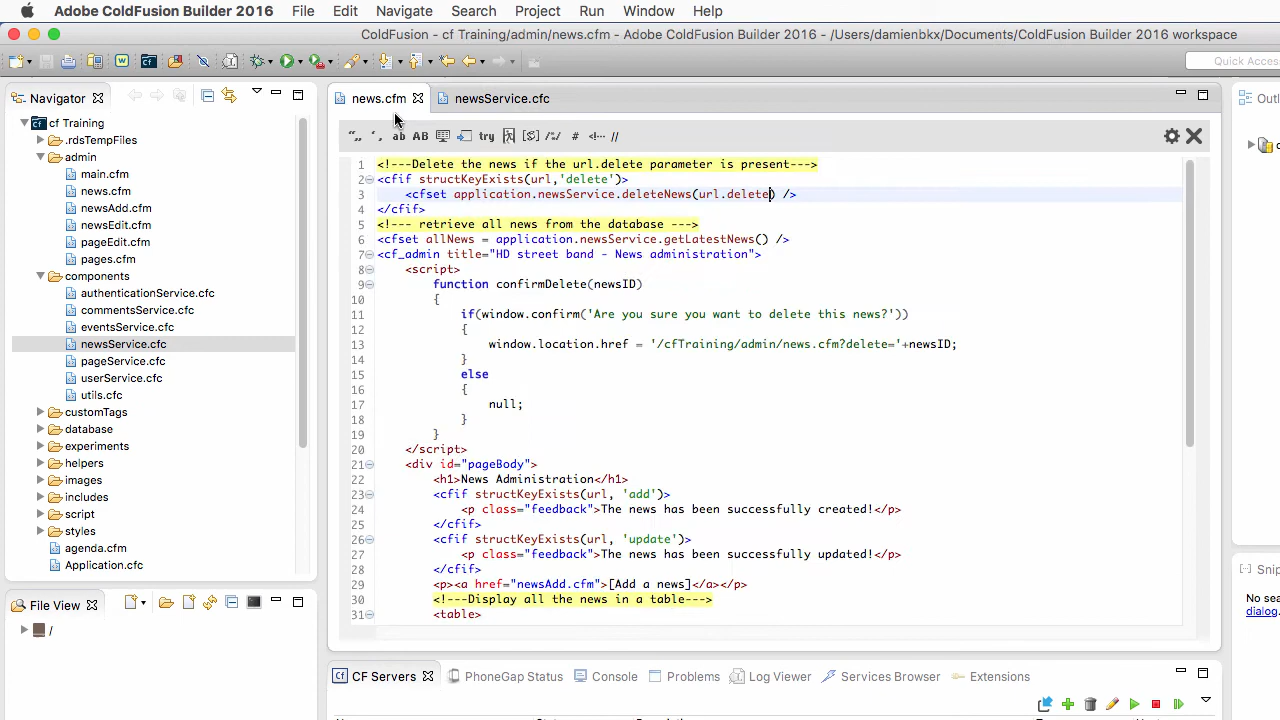 Adobe ColdFusion Builder 2016 File Edit Navigate Search Project Run Window Help
ColdFusion - cf Training/admin/news.cfm - Adobe ColdFusion Builder 2016 - /Users/damienbkx/Documents/ColdFusion Builder 2016 workspace
Quick Access
Navigator
cf Training
.rdsTempFiles
admin
main.cfm
news.cfm
newsAdd.cfm
newsEdit.cfm
pageEdit.cfm
pages.cfm
components
authenticationService.cfc
commentsService.cfc
eventsService.cfc
newsService.cfc
pageService.cfc
userService.cfc
utils.cfc
customTags
database
experiments
helpers
images
includes
script
styles
agenda.cfm
Application.cfc
File View
/
news.cfm newsService.cfc
„ ‚ ab AB try /*/ # <!-- //
1 <!---Delete the news if the url.delete parameter is present--->
2 <cfif structKeyExists(url,'delete')>
3 <cfset application.newsService.deleteNews(url.delete) />
4 </cfif>
5 <!--- retrieve all news from the database --->
6 <cfset allNews = application.newsService.getLatestNews() />
7 <cf_admin title="HD street band - News administration">
8 <script>
9 function confirmDelete(newsID)
10 {
11 if(window.confirm('Are you sure you want to delete this news?'))
12 {
13 window.location.href = '/cfTraining/admin/news.cfm?delete='+newsID;
14 }
15 else
16 {
17 null;
18 }
19 }
20 </script>
21 <div id="pageBody">
22 <h1>News Administration</h1>
23 <cfif structKeyExists(url, 'add')>
24 <p class="feedback">The news has been successfully created!</p>
25 </cfif>
26 <cfif structKeyExists(url, 'update')>
27 <p class="feedback">The news has been successfully updated!</p>
28 </cfif>
29 <p><a href="newsAdd.cfm">[Add a news]</a></p>
30 <!---Display all the news in a table--->
31 <table>
CF Servers PhoneGap Status Console Problems Log Viewer Services Browser Extensions
Outl
Snip
No sea
dialog.